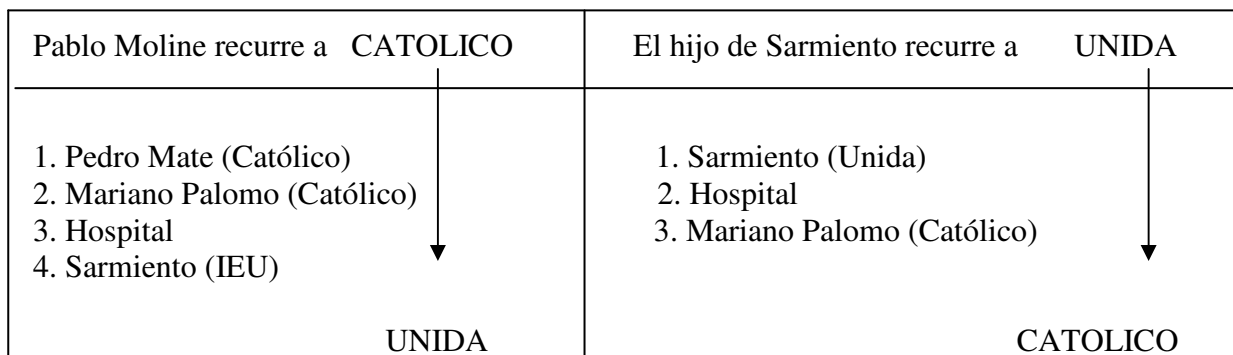 Pablo Moline recurre a CATOLICO
1. Pedro Mate (Católico)
2. Mariano Palomo (Católico)
3. Hospital
4. Sarmiento (IEU)
UNIDA
El hijo de Sarmiento recurre a UNIDA
1. Sarmiento (Unida)
2. Hospital
3. Mariano Palomo (Católico)
CATOLICO